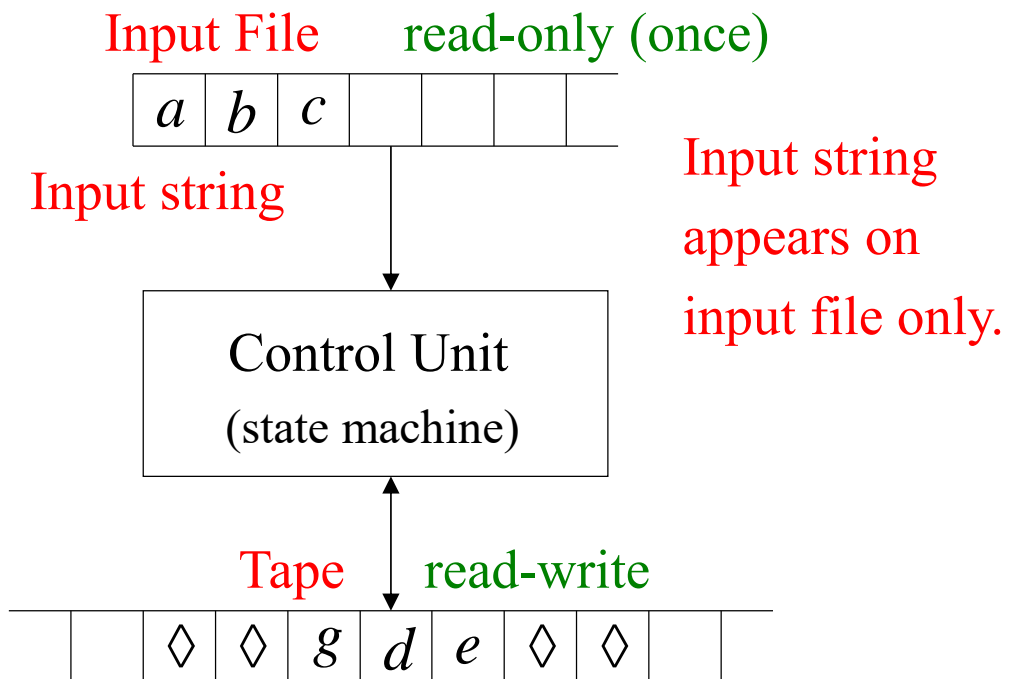 Input File read-only (once)
a b c
Input string
Input string
appears on
input file only.
Control Unit
(state machine)
Tape read-write
◊ ◊ g d e ◊ ◊